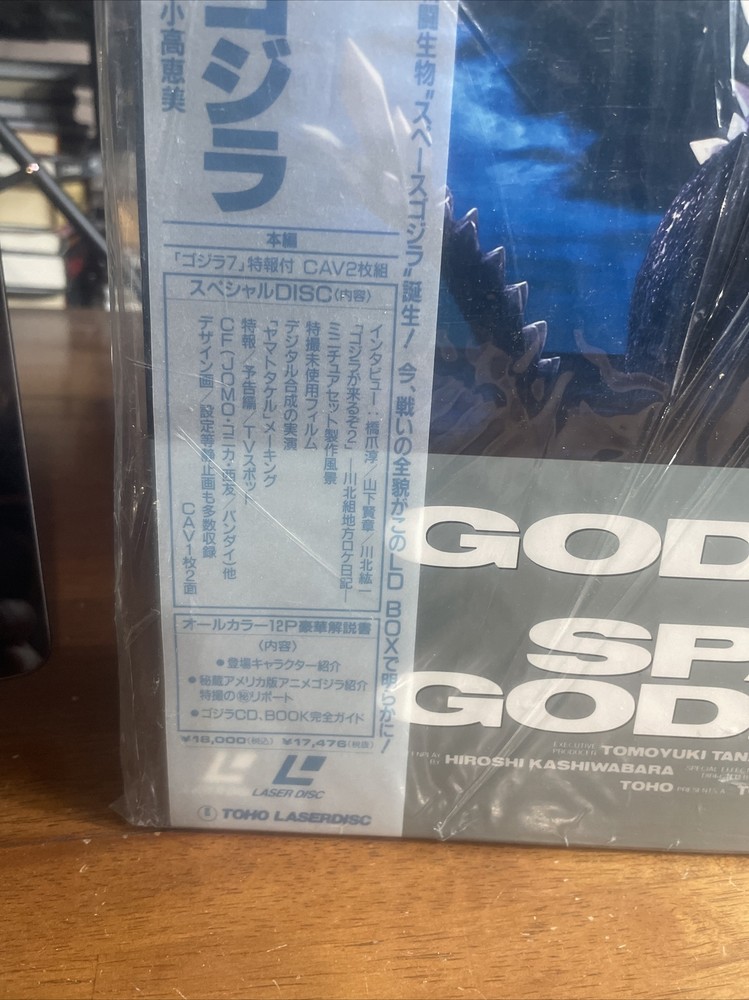 ゴジラ
小高恵美
闘生物"スペースゴジラ"誕生! 今、戦いの全貌がこのLD BOXで明らかに!
本編
「ゴジラ7」特報付 CAV2枚組
スペシャルDISC(内容)
インタビュー:橋爪淳/山下賢章/川北紘一
「ゴジラが来るぞ2」―川北組地方ロケ日記―
ミニチュアセット製作風景
特撮未使用フィルム
デジタル合成の実演
「ヤマトタケル」メーキング
特報/予告編/TVスポット
CF(JOMO・コニカ・西友/バンダイ)他
デザイン画/設定等静止画も多数収録
CAV1枚2面
オールカラー12P豪華解説書
(内容)
●登場キャラクター紹介
●秘蔵アメリカ版アニメゴジラ紹介
特撮の㊙リポート
●ゴジラCD、BOOK完全ガイド
¥18,000(税込) ¥17,476(税抜)
LASER DISC
TOHO LASERDISC
GOD
SPA
GOD
EXECUTIVE PRODUCER TOMOYUKI TAN
BY HIROSHI KASHIWABARA
TOHO PRESENTS A